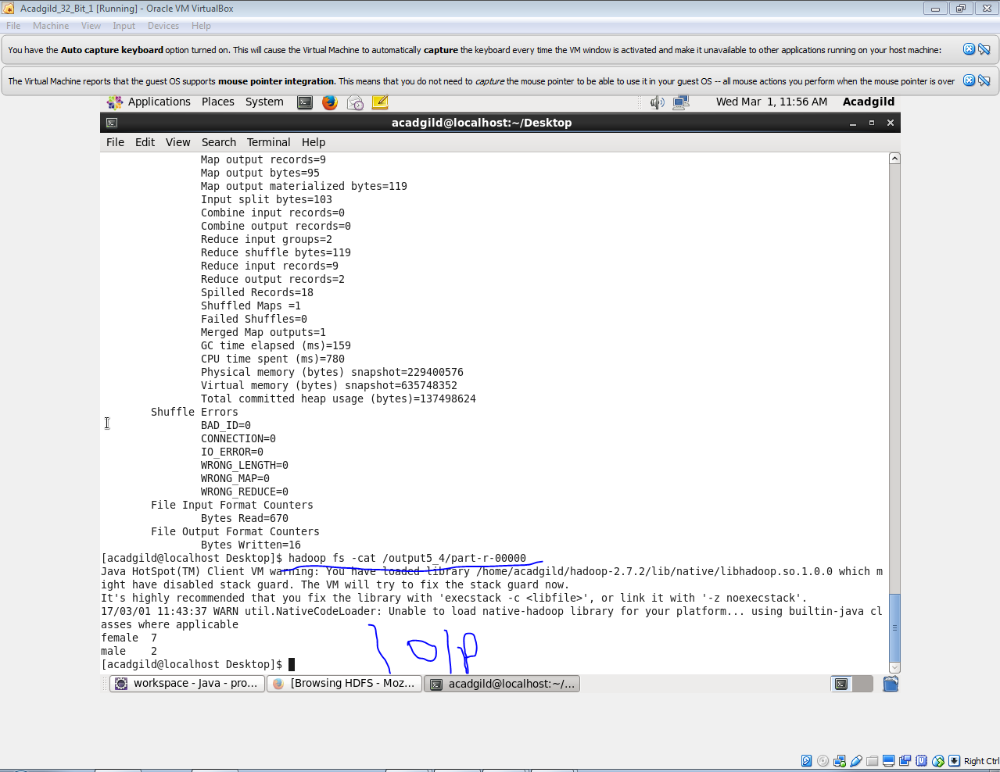 Acadgild_32_Bit_1 [Running] - Oracle VM VirtualBox
File Machine View Input Devices Help
You have the Auto capture keyboard option turned on. This will cause the Virtual Machine to automatically capture the keyboard every time the VM window is activated and make it unavailable to other applications running on your host machine:
The Virtual Machine reports that the guest OS supports mouse pointer integration. This means that you do not need to capture the mouse pointer to be able to use it in your guest OS -- all mouse actions you perform when the mouse pointer is over
Applications Places System Wed Mar 1, 11:56 AM Acadgild
acadgild@localhost:~/Desktop
File Edit View Search Terminal Help
Map output records=9
Map output bytes=95
Map output materialized bytes=119
Input split bytes=103
Combine input records=0
Combine output records=0
Reduce input groups=2
Reduce shuffle bytes=119
Reduce input records=9
Reduce output records=2
Spilled Records=18
Shuffled Maps =1
Failed Shuffles=0
Merged Map outputs=1
GC time elapsed (ms)=159
CPU time spent (ms)=780
Physical memory (bytes) snapshot=229400576
Virtual memory (bytes) snapshot=635748352
Total committed heap usage (bytes)=137498624
Shuffle Errors
BAD_ID=0
CONNECTION=0
IO_ERROR=0
WRONG_LENGTH=0
WRONG_MAP=0
WRONG_REDUCE=0
File Input Format Counters
Bytes Read=670
File Output Format Counters
Bytes Written=16
[acadgild@localhost Desktop]$ hadoop fs -cat /output5_4/part-r-00000
Java HotSpot(TM) Client VM warning: You have loaded library /home/acadgild/hadoop-2.7.2/lib/native/libhadoop.so.1.0.0 which m
ight have disabled stack guard. The VM will try to fix the stack guard now.
It's highly recommended that you fix the library with 'execstack -c <libfile>', or link it with '-z noexecstack'.
17/03/01 11:43:37 WARN util.NativeCodeLoader: Unable to load native-hadoop library for your platform... using builtin-java cl
asses where applicable
female 7
male 2
o/p
[acadgild@localhost Desktop]$
workspace - Java - pro... [Browsing HDFS - Moz... acadgild@localhost:~/...
Right Ctrl